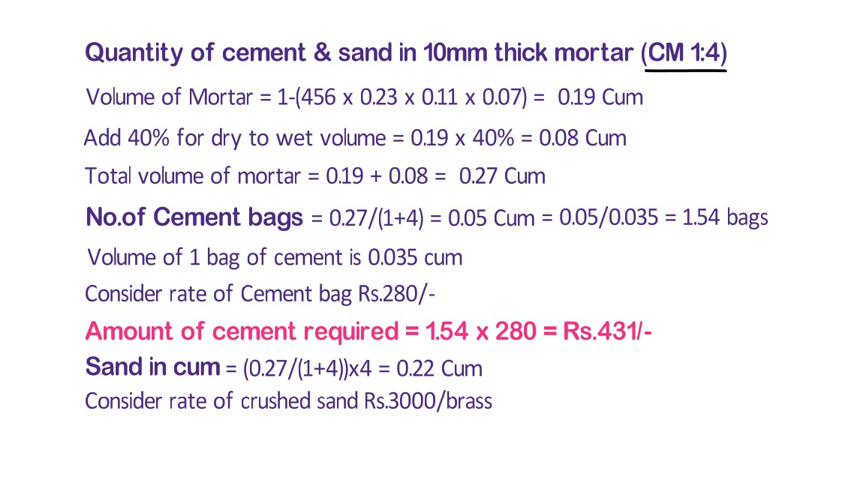 Quantity of cement & sand in 10mm thick mortar (CM 1:4)
Volume of Mortar = 1-(456 x 0.23 x 0.11 x 0.07) = 0.19 Cum
Add 40% for dry to wet volume = 0.19 x 40% = 0.08 Cum
Total volume of mortar = 0.19 + 0.08 = 0.27 Cum
No.of Cement bags = 0.27/(1+4) = 0.05 Cum = 0.05/0.035 = 1.54 bags
Volume of 1 bag of cement is 0.035 cum
Consider rate of Cement bag Rs.280/-
Amount of cement required = 1.54 x 280 = Rs.431/-
Sand in cum = (0.27/(1+4))x4 = 0.22 Cum
Consider rate of crushed sand Rs.3000/brass